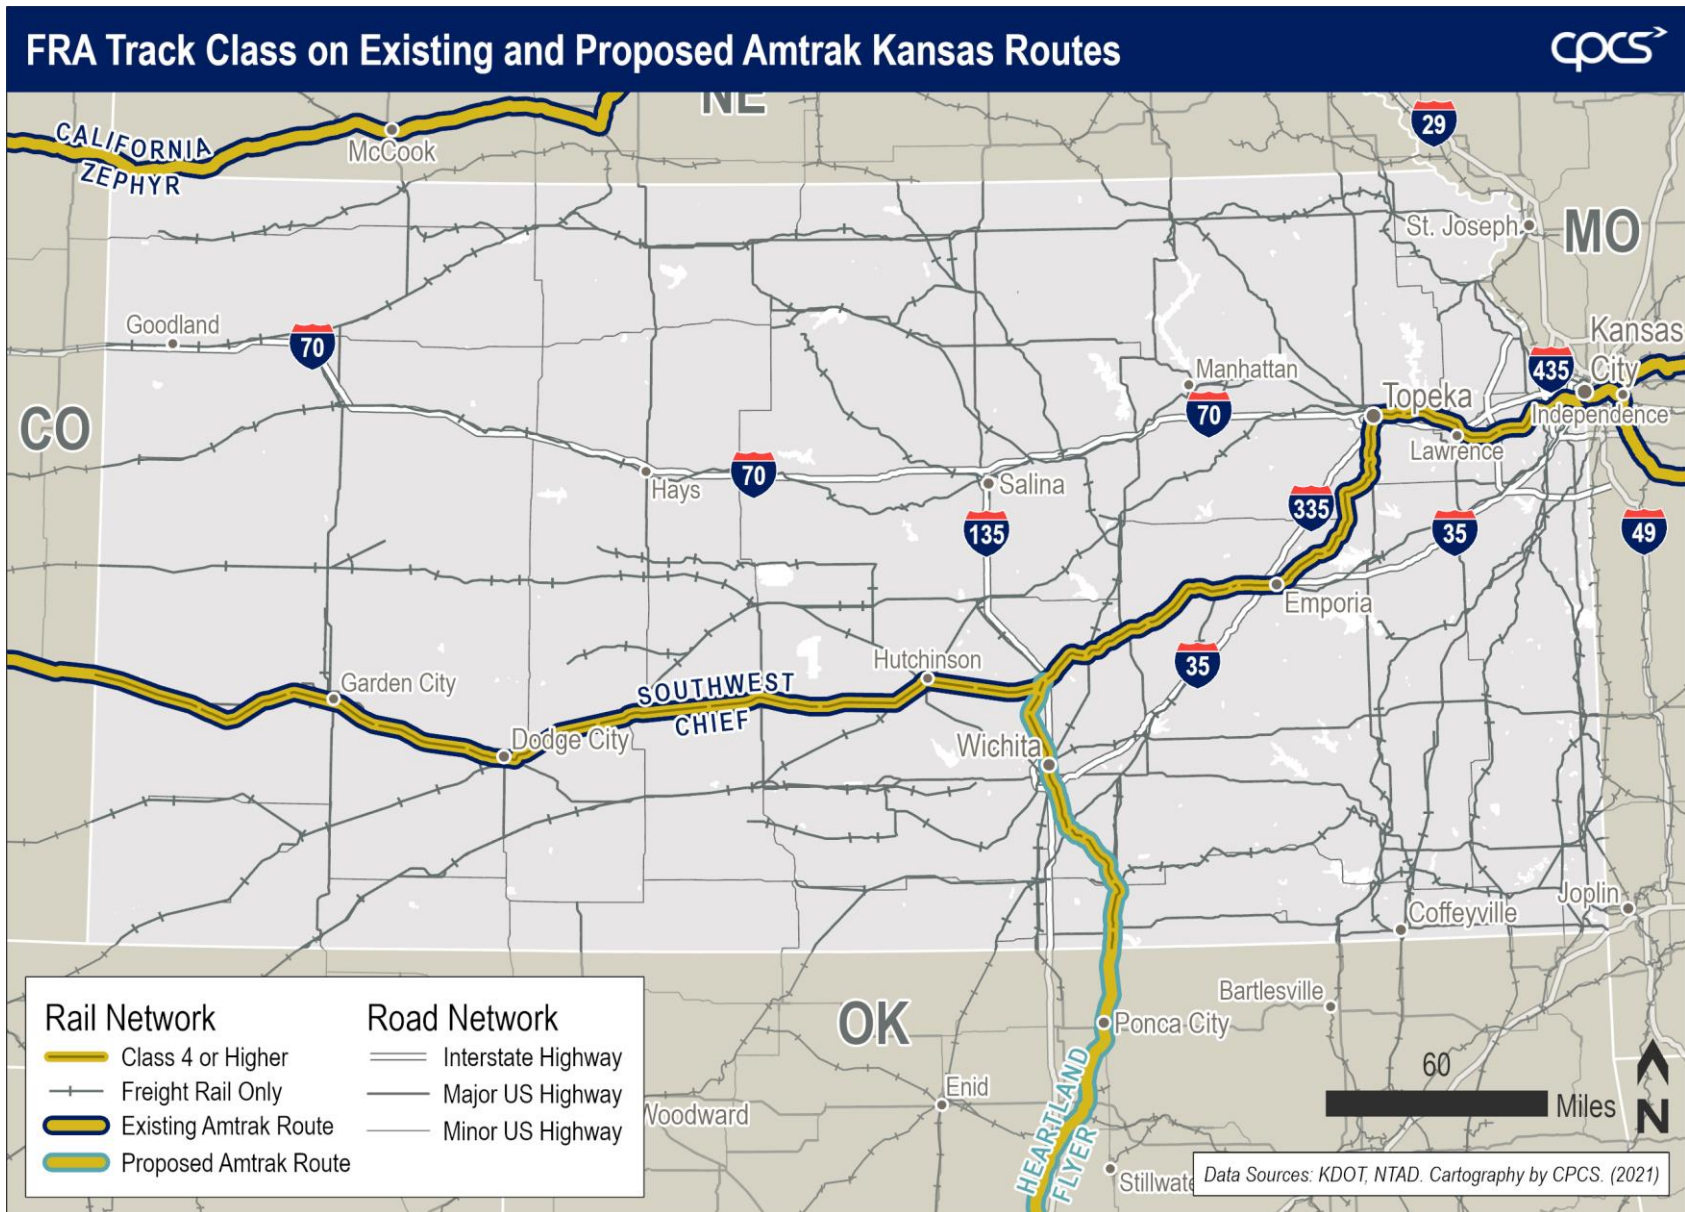 FRA Track Class on Existing and Proposed Amtrak Kansas Routes
cpcs
NE
CALIFORNIA
ZEPHYR
McCook
29
St. Joseph
MO
Goodland
70
Kansas
City
435
Manhattan
70
Topeka
Independence
Lawrence
CO
Hays
70
Salina
135
335
35
49
Emporia
Hutchinson
35
Garden City
SOUTHWEST
CHIEF
Dodge City
Wichita
Coffeyville
Joplin
Bartlesville
OK
Ponca City
Enid
Woodward
HEARTLAND
FLYER
Stillwate
Rail Network
Class 4 or Higher
Freight Rail Only
Existing Amtrak Route
Proposed Amtrak Route
Road Network
Interstate Highway
Major US Highway
Minor US Highway
60
Miles
N
Data Sources: KDOT, NTAD. Cartography by CPCS. (2021)